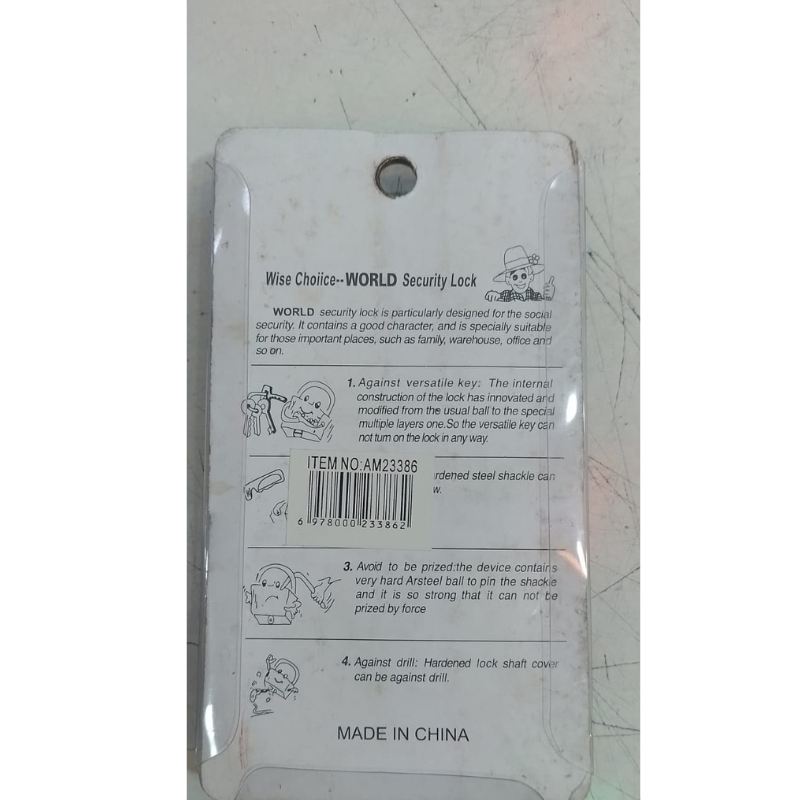 Wise Choiice--WORLD Security Lock
WORLD security lock is particularly designed for the social
security. It contains a good character, and is specially suitable
for those important places, such as family, warehouse, office and
so on.
1. Against versatile key: The internal
construction of the lock has innovated and
modified from the usual ball to the special
multiple layers one.So the versatile key can
not turn on the lock in any way.
ITEM NO:AM23386
6 978000 233862
steel shackle can
3. Avoid to be prized:the device contains
very hard Arsteel ball to pin the shackle
and it is so strong that it can not be
prized by force
4. Against drill: Hardened lock shaft cover
can be against drill.
MADE IN CHINA